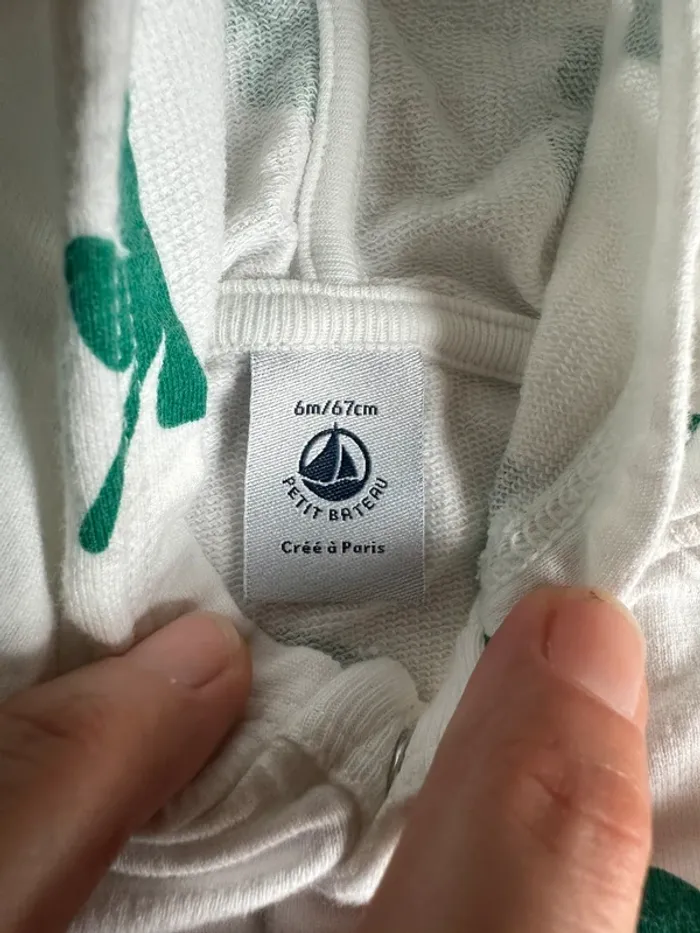 6m/67cm
PETIT BATEAU
Créé à Paris